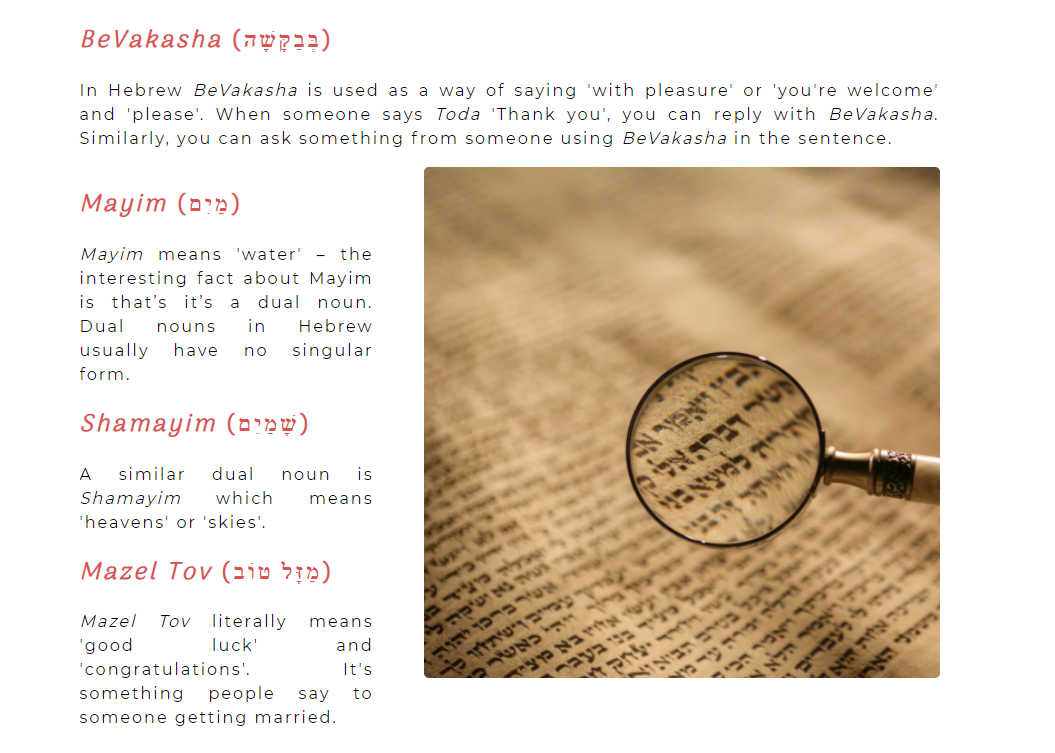 BeVakasha (בְּבַקָּשָׁה)
In Hebrew BeVakasha is used as a way of saying 'with pleasure' or 'you're welcome'
and 'please'. When someone says Toda 'Thank you', you can reply with BeVakasha.
Similarly, you can ask something from someone using BeVakasha in the sentence.
Mayim (מַיִם)
Mayim means 'water' – the
interesting fact about Mayim
is that’s it’s a dual noun.
Dual nouns in Hebrew
usually have no singular
form.
Shamayim (שָׁמַיִם)
A similar dual noun is
Shamayim which means
'heavens' or 'skies'.
Mazel Tov (מַזָּל טוֹב)
Mazel Tov literally means
'good luck' and
'congratulations'. It's
something people say to
someone getting married.